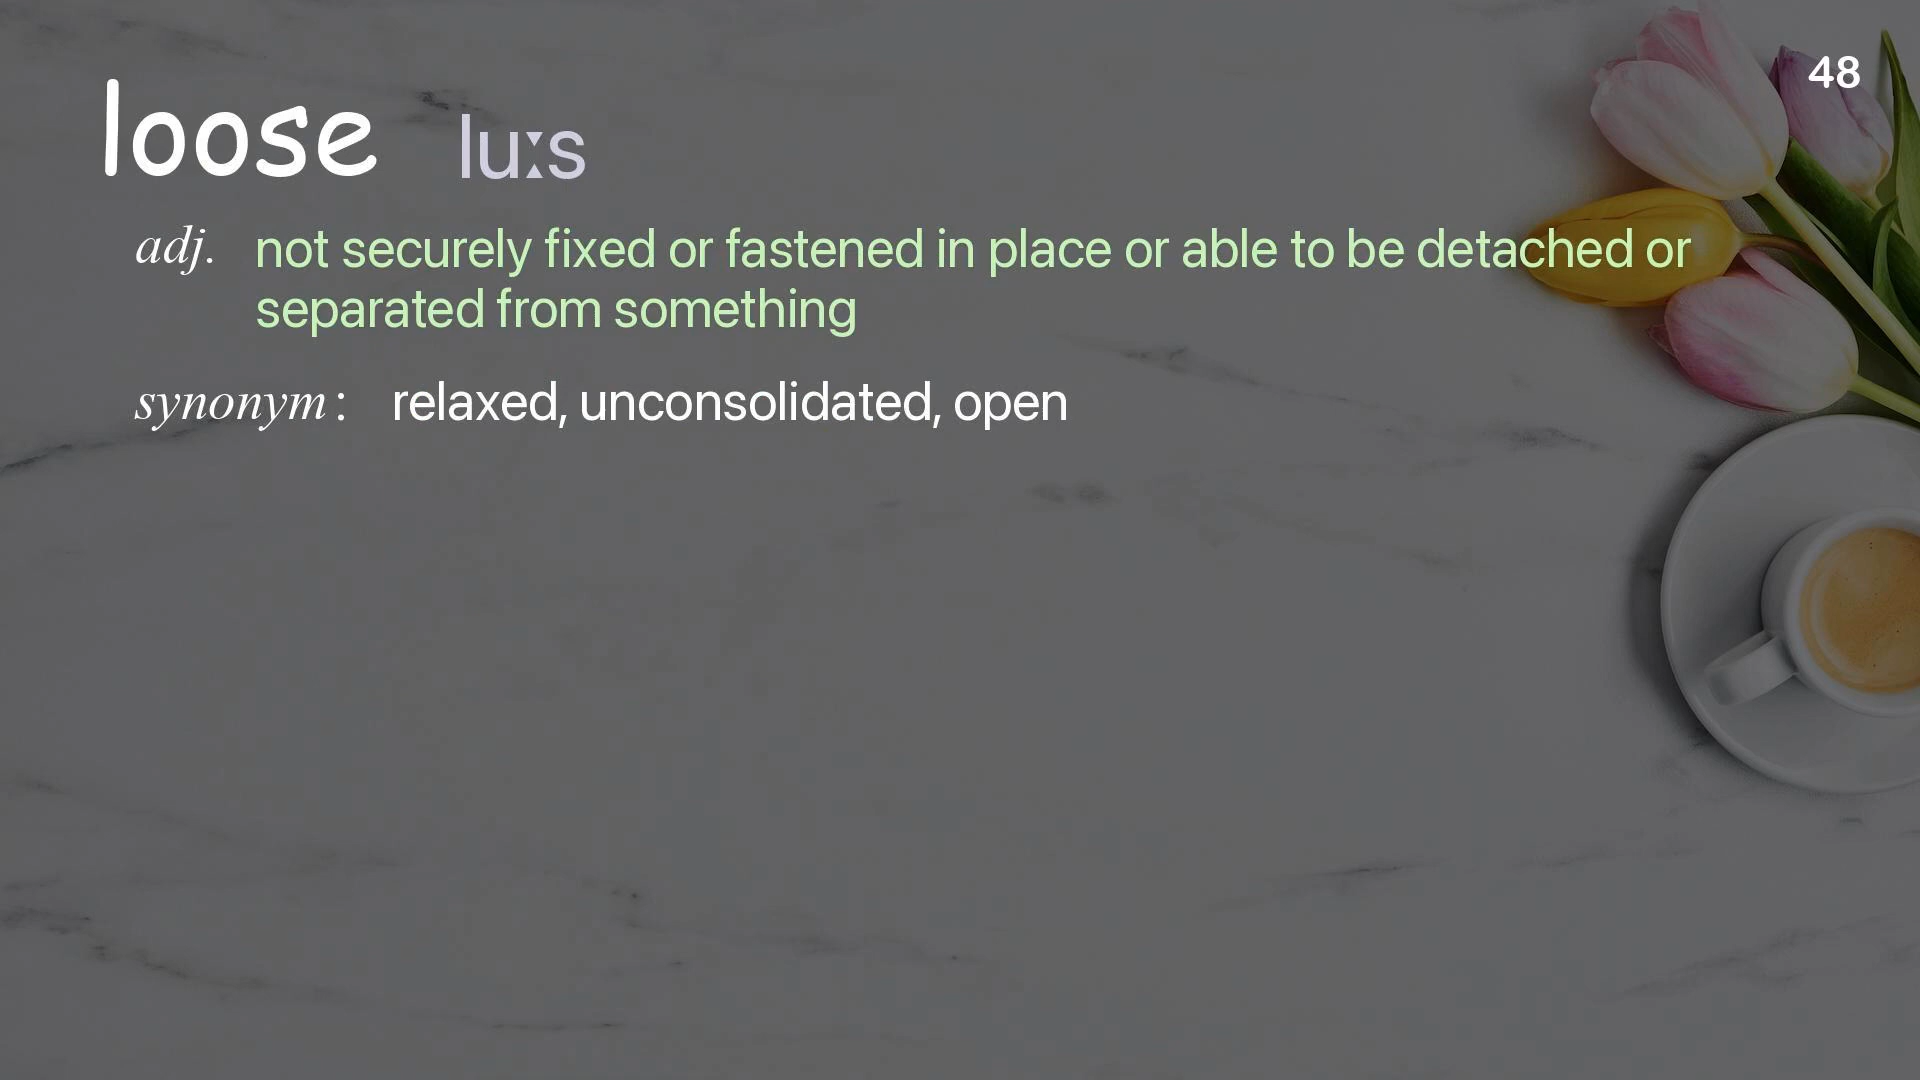 48
loose luːs
adj. not securely fixed or fastened in place or able to be detached or
separated from something
synonym: relaxed, unconsolidated, open